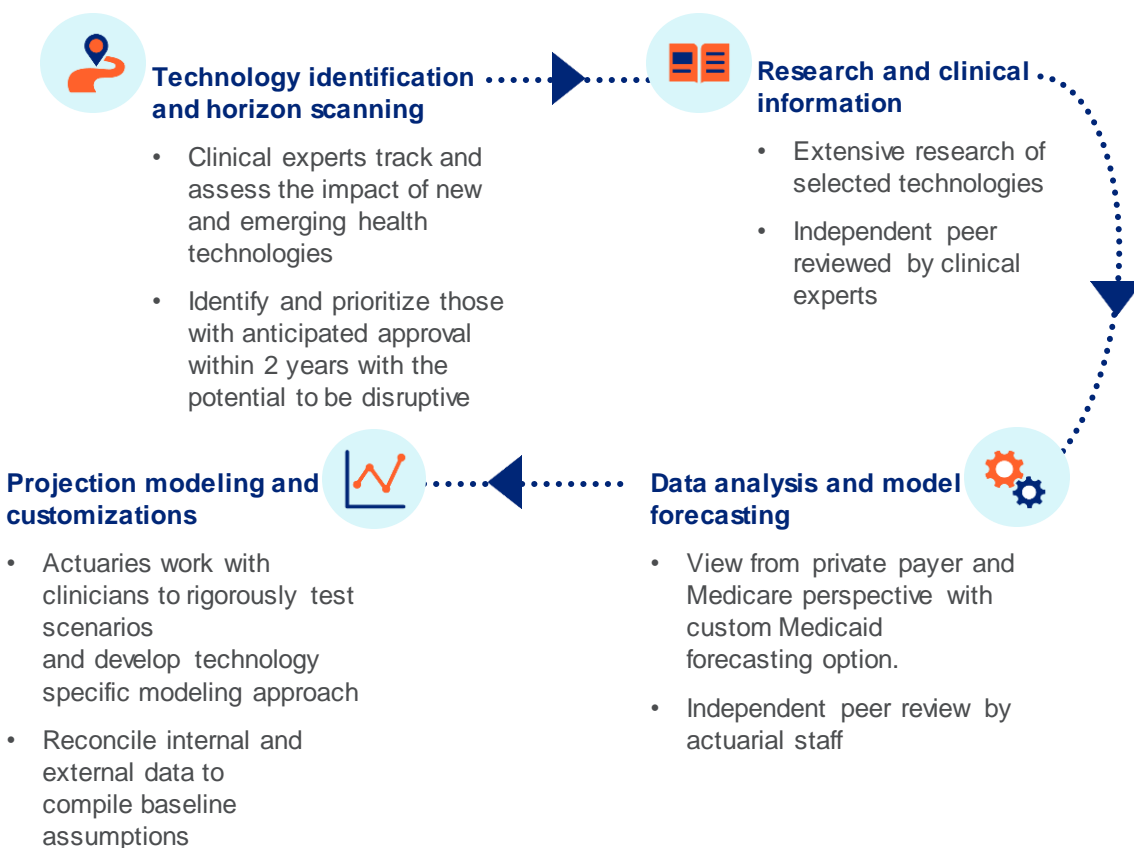 Technology identification
and horizon scanning
• Clinical experts track and
assess the impact of new
and emerging health
technologies
• Identify and prioritize those
with anticipated approval
within 2 years with the
potential to be disruptive
Research and clinical
information
• Extensive research of
selected technologies
• Independent peer
reviewed by clinical
experts
Data analysis and model
forecasting
• View from private payer and
Medicare perspective with
custom Medicaid
forecasting option.
• Independent peer review by
actuarial staff
Projection modeling and
customizations
• Actuaries work with
clinicians to rigorously test
scenarios
and develop technology
specific modeling approach
• Reconcile internal and
external data to
compile baseline
assumptions